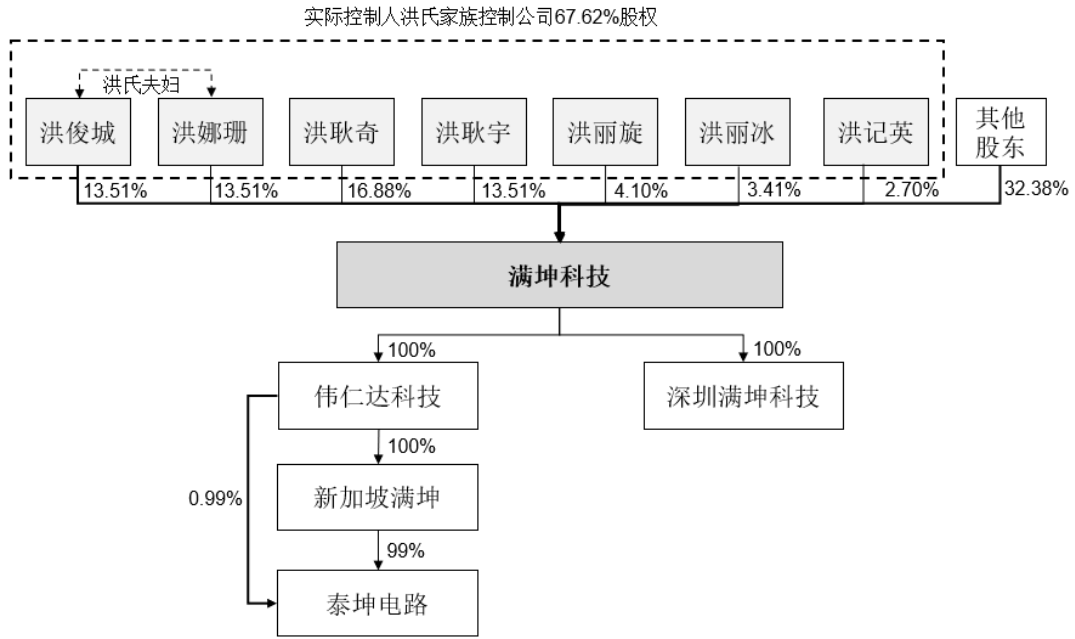 实际控制人洪氏家族控制公司67.62%股权
洪氏夫妇
洪俊城
洪娜珊
洪耿奇
洪耿宇
洪丽旋
洪丽冰
洪记英
其他
股东
13.51%
13.51%
16.88%
13.51%
4.10%
3.41%
2.70%
32.38%
满坤科技
100%
100%
伟仁达科技
深圳满坤科技
100%
0.99%
新加坡满坤
99%
泰坤电路